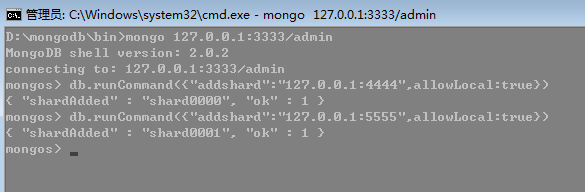 管理员: C:\Windows\system32\cmd.exe - mongo  127.0.0.1:3333/admin
D:\mongodb\bin>mongo 127.0.0.1:3333/admin
MongoDB shell version: 2.0.2
connecting to: 127.0.0.1:3333/admin
mongos> db.runCommand({"addshard":"127.0.0.1:4444",allowLocal:true})
{ "shardAdded" : "shard0000", "ok" : 1 }
mongos> db.runCommand({"addshard":"127.0.0.1:5555",allowLocal:true})
{ "shardAdded" : "shard0001", "ok" : 1 }
mongos> _